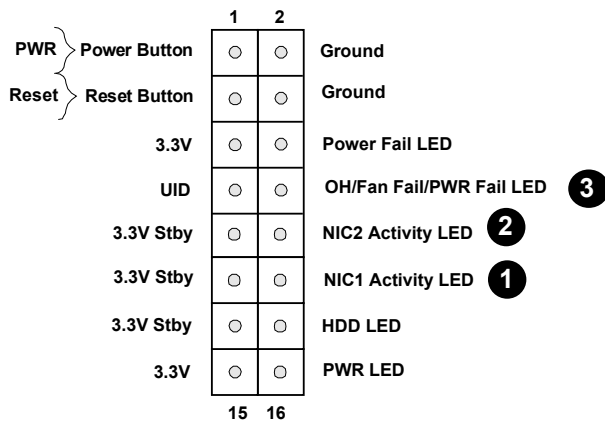 1 2
PWR Power Button Ground
Reset Reset Button Ground
3.3V Power Fail LED
UID OH/Fan Fail/PWR Fail LED 3
3.3V Stby NIC2 Activity LED 2
3.3V Stby NIC1 Activity LED 1
3.3V Stby HDD LED
3.3V PWR LED
15 16